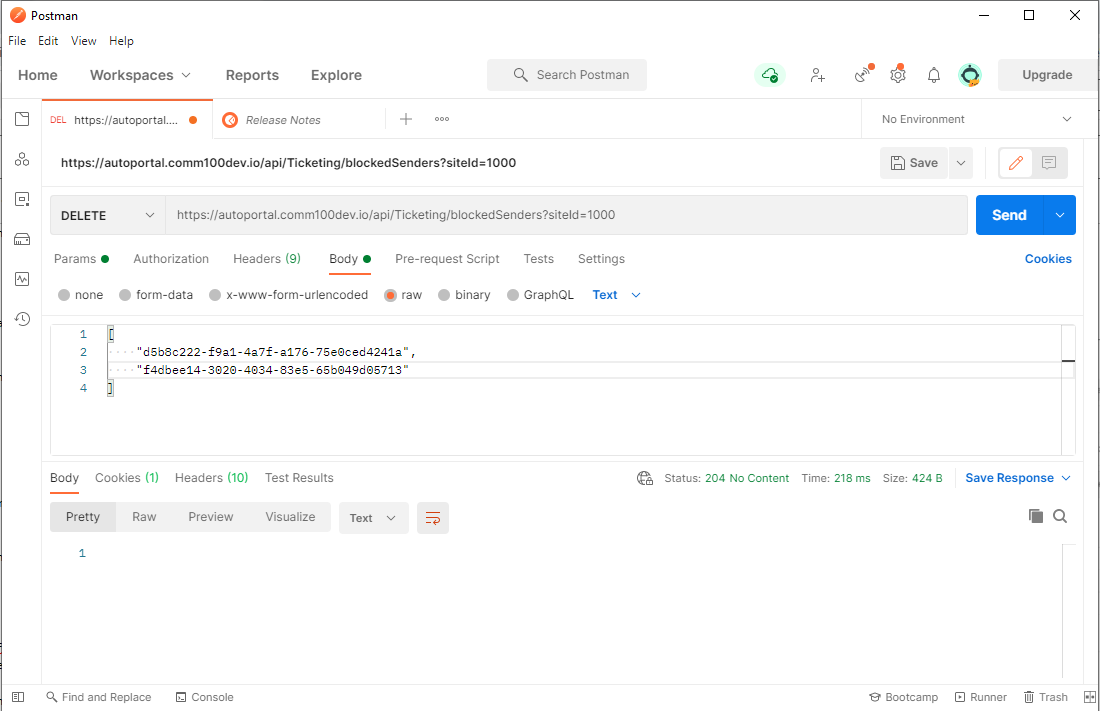 Postman
File Edit View Help
Home Workspaces Reports Explore Search Postman Upgrade
DEL https://autoportal.... Release Notes No Environment
https://autoportal.comm100dev.io/api/Ticketing/blockedSenders?siteId=1000 Save
DELETE https://autoportal.comm100dev.io/api/Ticketing/blockedSenders?siteId=1000 Send
Params Authorization Headers (9) Body Pre-request Script Tests Settings Cookies
none form-data x-www-form-urlencoded raw binary GraphQL Text
1 [
2 "d5b8c222-f9a1-4a7f-a176-75e0ced4241a",
3 "f4dbee14-3020-4034-83e5-65b049d05713"
4 ]
Body Cookies (1) Headers (10) Test Results Status: 204 No Content Time: 218 ms Size: 424 B Save Response
Pretty Raw Preview Visualize Text
1
Find and Replace Console Bootcamp Runner Trash